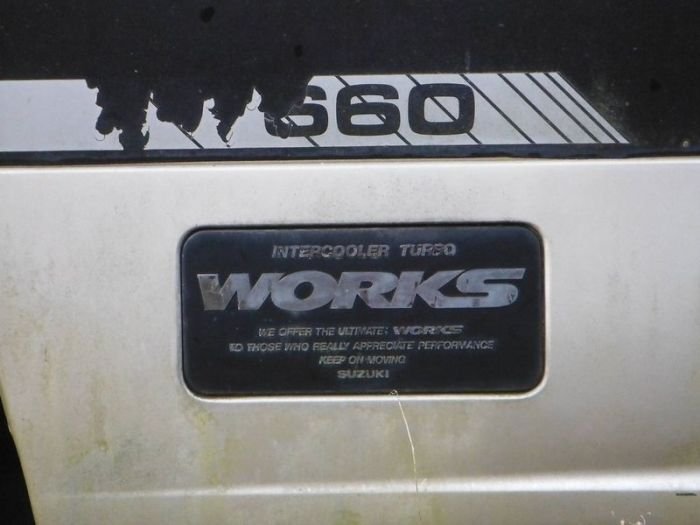 660
INTERCOOLER TURBO
WORKS
WE OFFER THE ULTIMATE: WORKS
TO THOSE WHO REALLY APPRECIATE PERFORMANCE
KEEP ON MOVING
SUZUKI